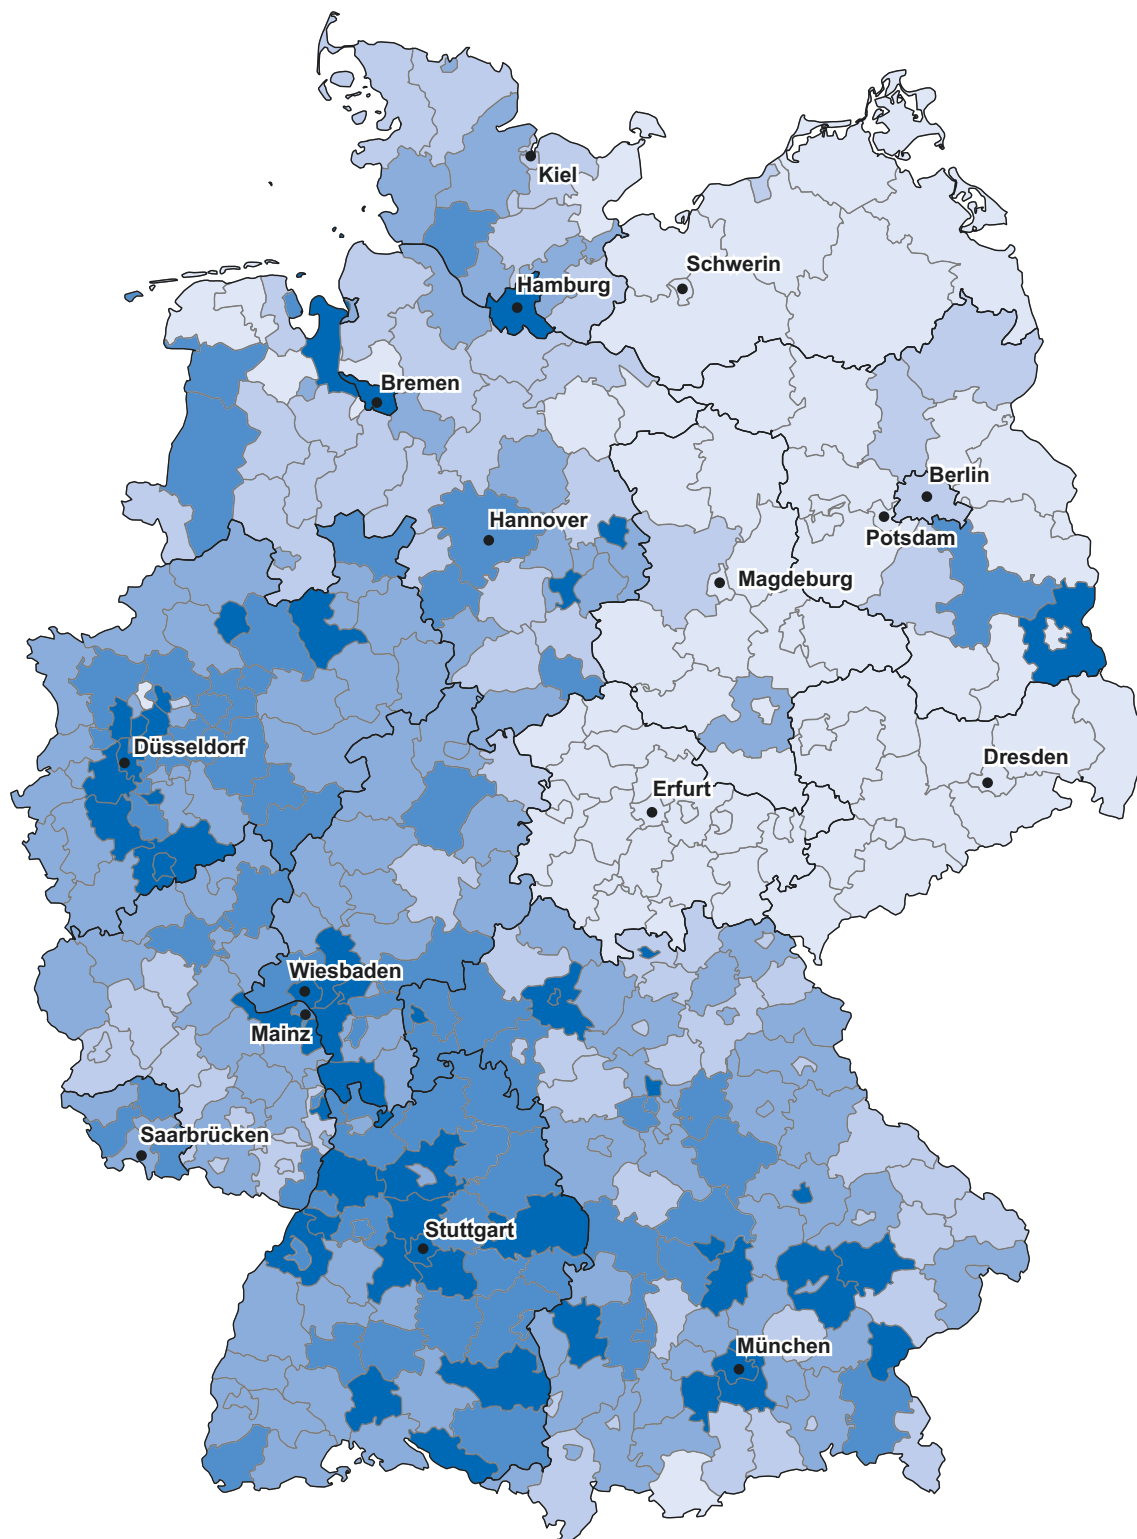 Kiel
Schwerin
Hamburg
Bremen
Berlin
Hannover
Potsdam
Magdeburg
Düsseldorf
Dresden
Erfurt
Wiesbaden
Mainz
Saarbrücken
Stuttgart
München